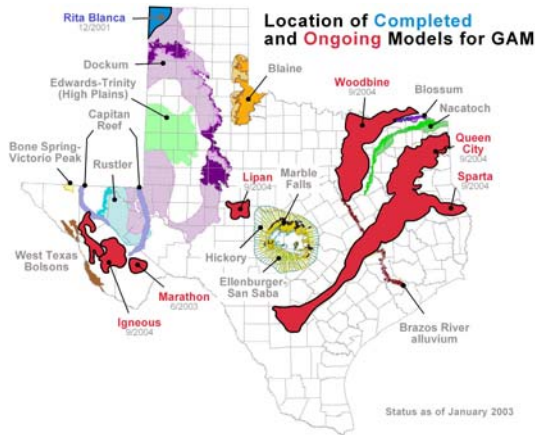 Location of Completed
and Ongoing Models for GAM
Rita Blanca
12/2001
Dockum
Edwards-Trinity
(High Plains)
Capitan
Reef
Bone Spring-
Victorio Peak
Rustler
Blaine
Woodbine
9/2004
Blossum
Nacatoch
Queen
City
9/2004
Sparta
9/2004
Lipan
9/2004
Marble
Falls
Hickory
Ellenburger-
San Saba
West Texas
Bolsons
Igneous
9/2004
Marathon
6/2003
Brazos River
alluvium
Status as of January 2003